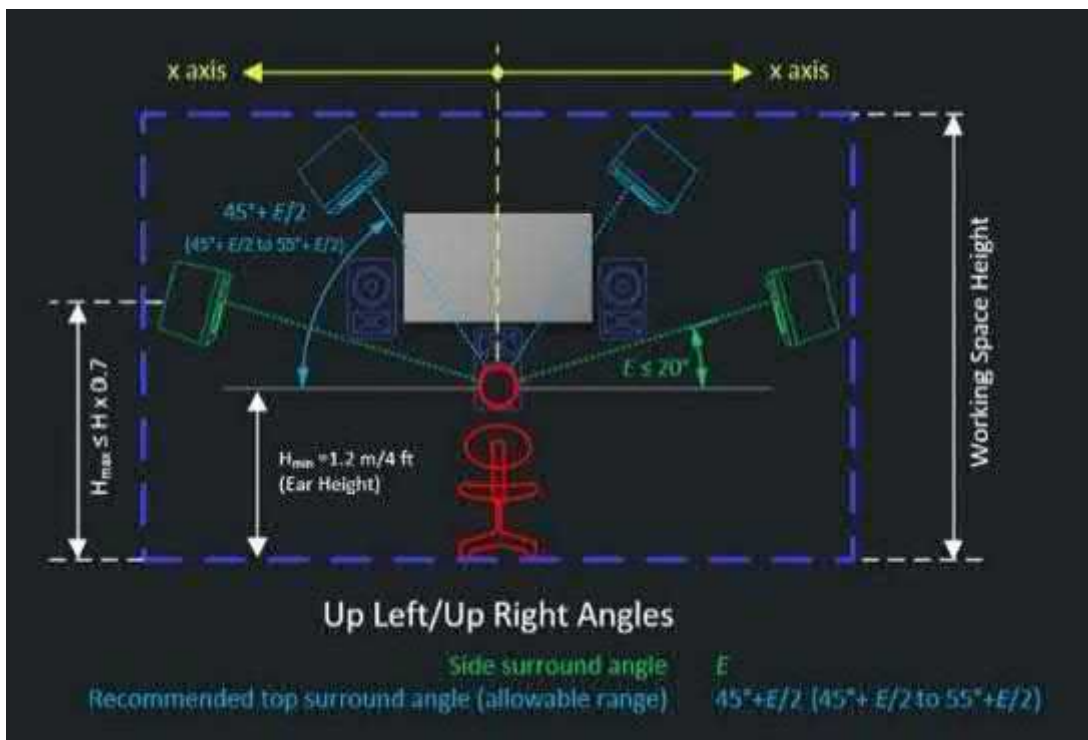 x axis
x axis
45°+ E/2
(45°+ E/2 to 55°+ E/2)
E ≤ 20°
Hmax ≤ H x 0.7
Hmin =1.2 m/4 ft
(Ear Height)
Working Space Height
Up Left/Up Right Angles
Side surround angle E
Recommended top surround angle (allowable range) 45°+E/2 (45°+ E/2 to 55°+E/2)